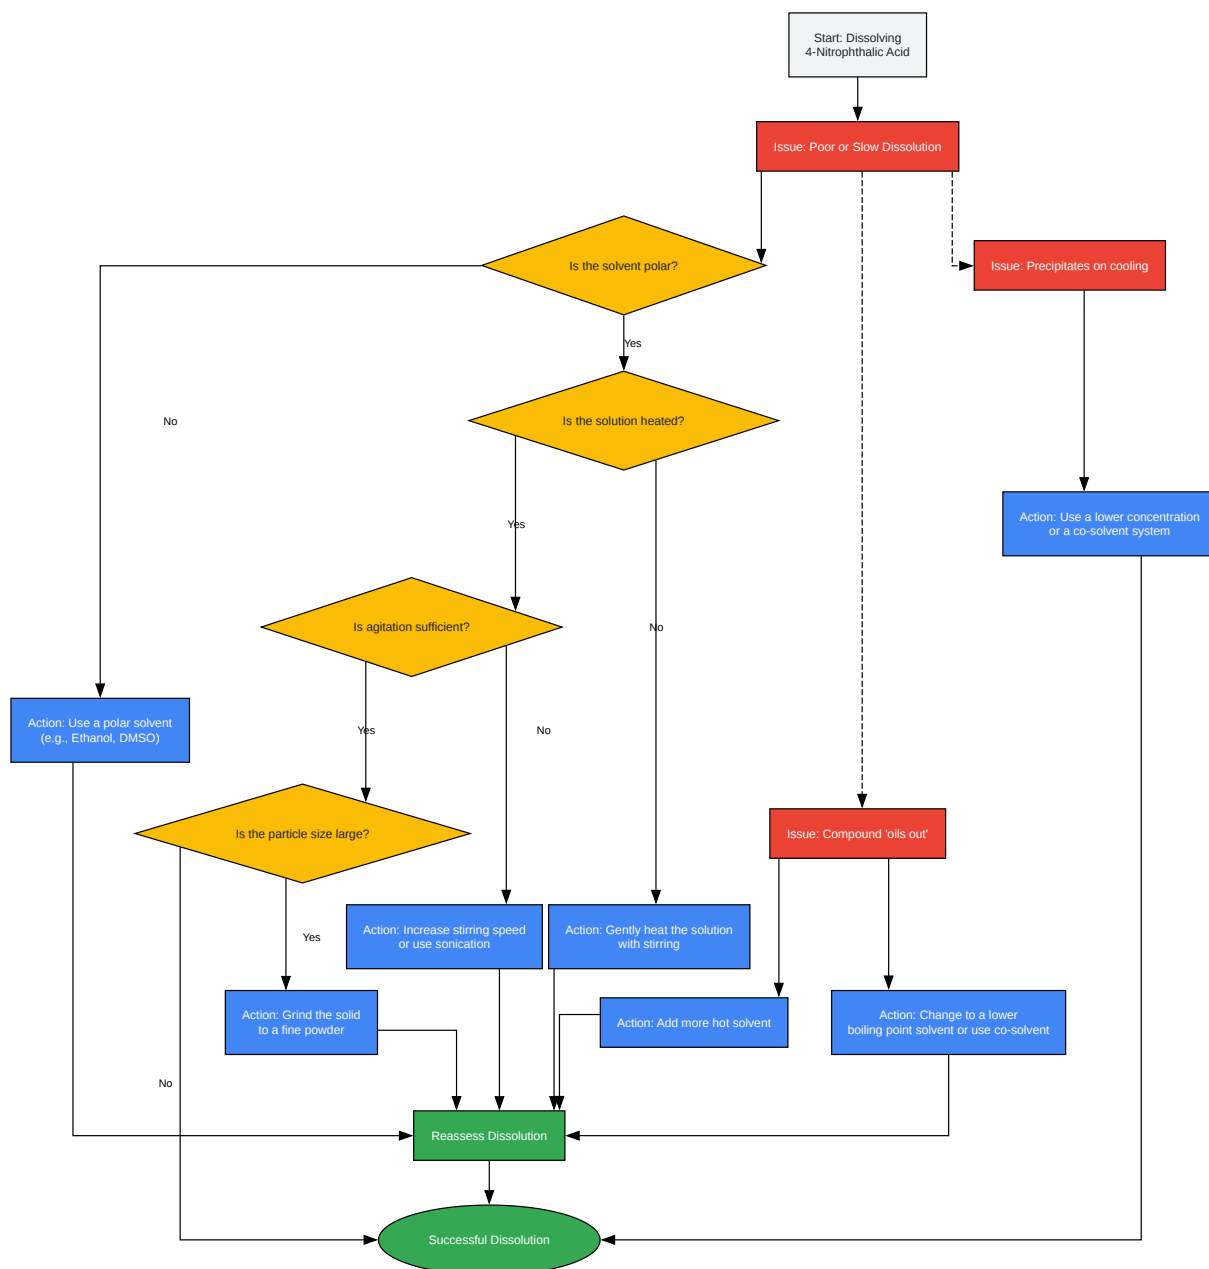 Start: Dissolving
4-Nitrophthalic Acid
Issue: Poor or Slow Dissolution
Is the solvent polar?
Issue: Precipitates on cooling
Yes
No
Is the solution heated?
Action: Use a lower concentration
or a co-solvent system
Yes
Is agitation sufficient?
No
Action: Use a polar solvent
(e.g., Ethanol, DMSO)
Yes
No
Is the particle size large?
Issue: Compound 'oils out'
Yes
Action: Increase stirring speed
or use sonication
Action: Gently heat the solution
with stirring
Action: Grind the solid
to a fine powder
Action: Add more hot solvent
Action: Change to a lower
boiling point solvent or use co-solvent
No
Reassess Dissolution
Successful Dissolution